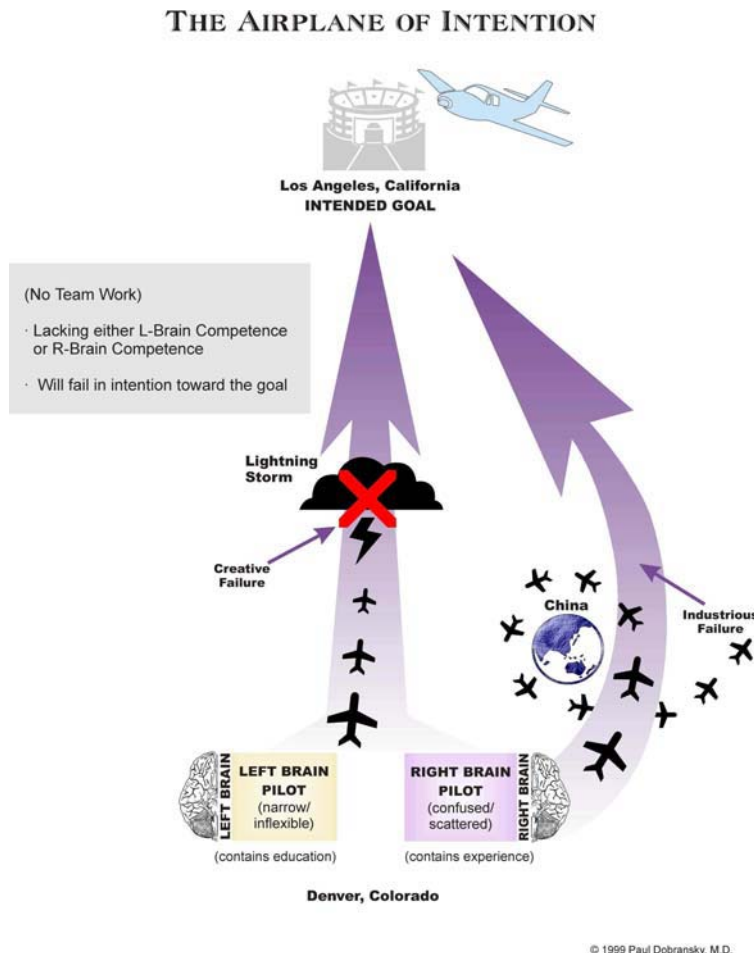 THE AIRPLANE OF INTENTION
Los Angeles, California
INTENDED GOAL
(No Team Work)
· Lacking either L-Brain Competence
or R-Brain Competence
· Will fail in intention toward the goal
Lightning
Storm
Creative
Failure
China
Industrious
Failure
LEFT BRAIN
LEFT BRAIN
PILOT
(narrow/
inflexible)
(contains education)
RIGHT BRAIN
PILOT
(confused/
scattered)
RIGHT BRAIN
(contains experience)
Denver, Colorado
© 1999 Paul Dobransky, M.D.